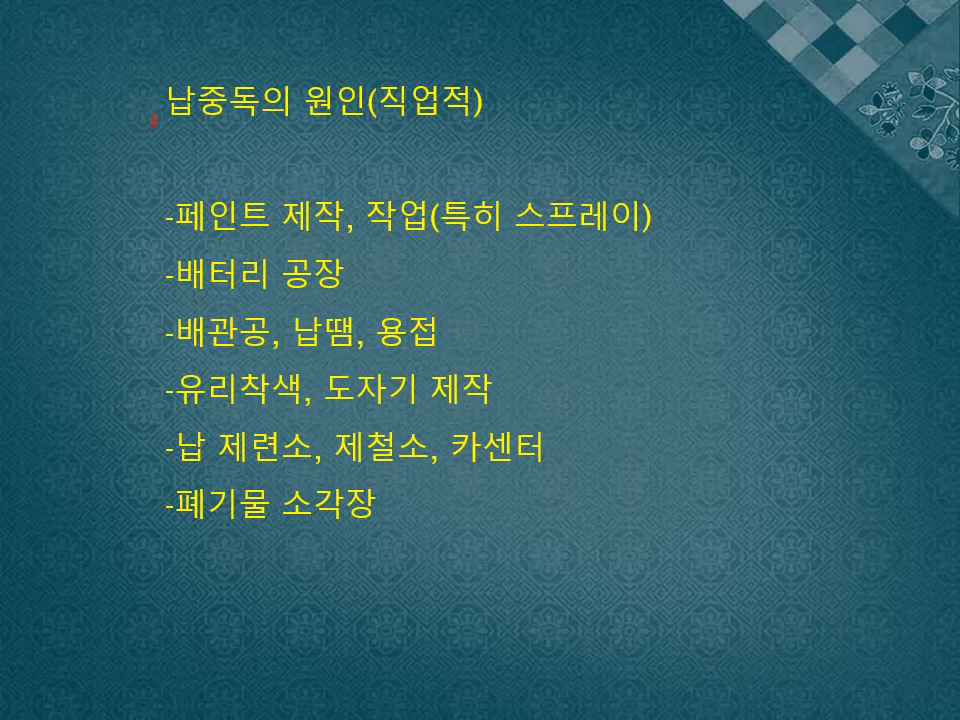 납중독의 원인(직업적)
-페인트 제작, 작업(특히 스프레이)
-배터리 공장
-배관공, 납땜, 용접
-유리착색, 도자기 제작
-납 제련소, 제철소, 카센터
-폐기물 소각장